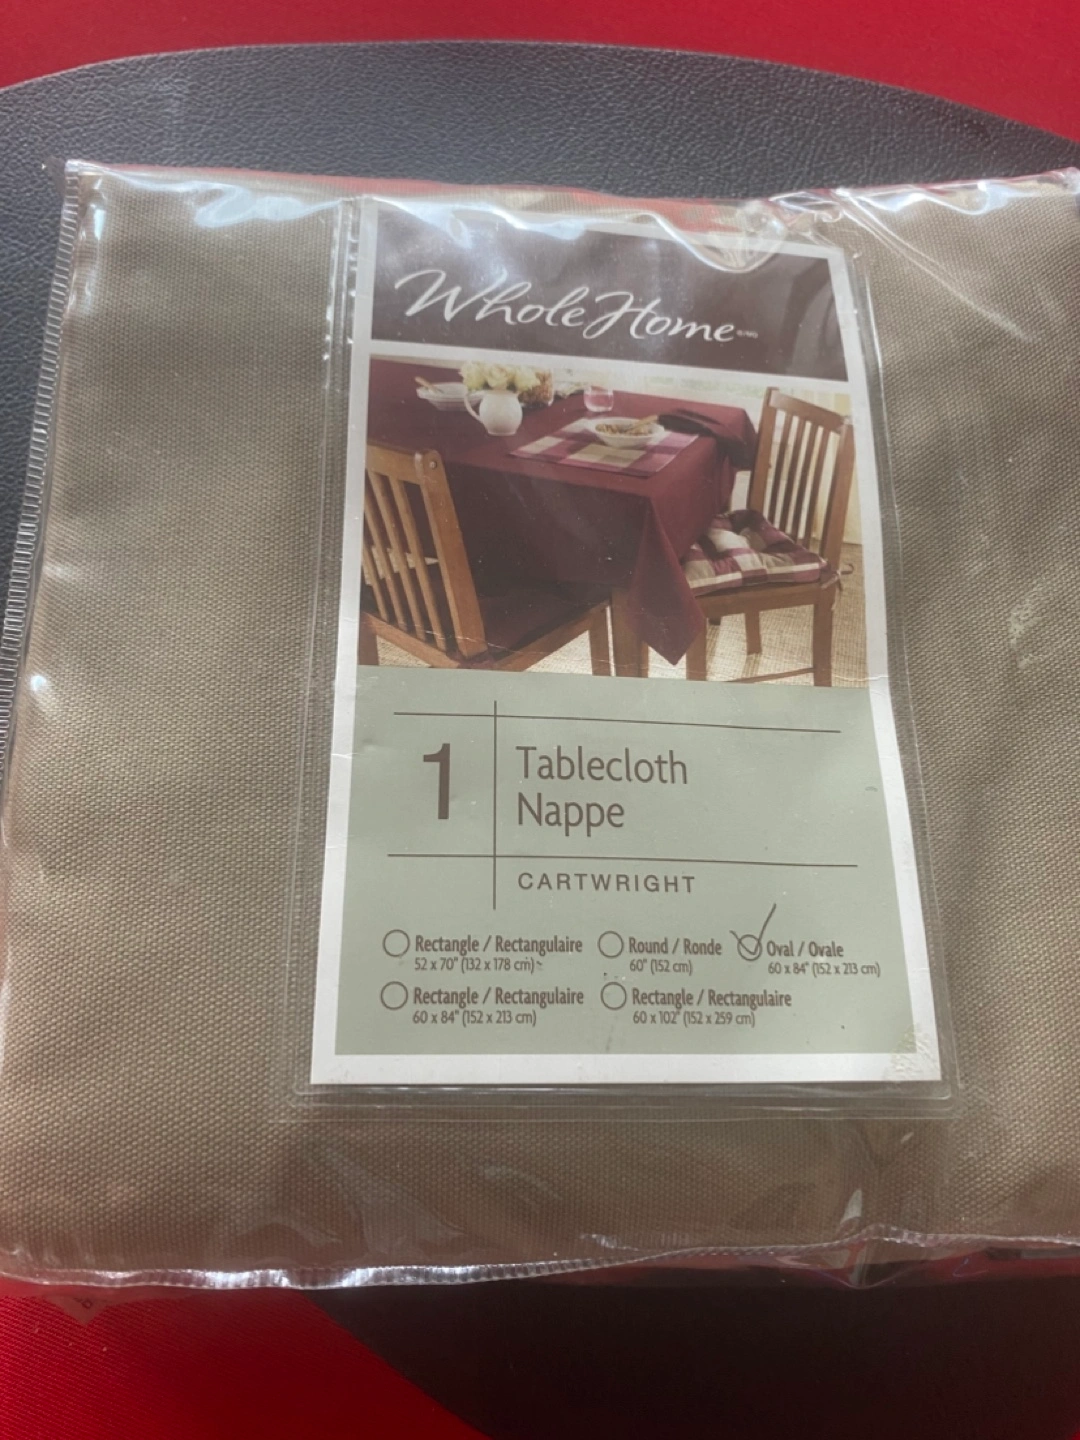 Whole Home
1
Tablecloth
Nappe
CARTWRIGHT
Rectangle / Rectangulaire
52 x 70" (132 x 178 cm)
Round / Ronde
60" (152 cm)
Oval / Ovale
60 x 84" (152 x 213 cm)
Rectangle / Rectangulaire
60 x 84" (152 x 213 cm)
Rectangle / Rectangulaire
60 x 102" (152 x 259 cm)